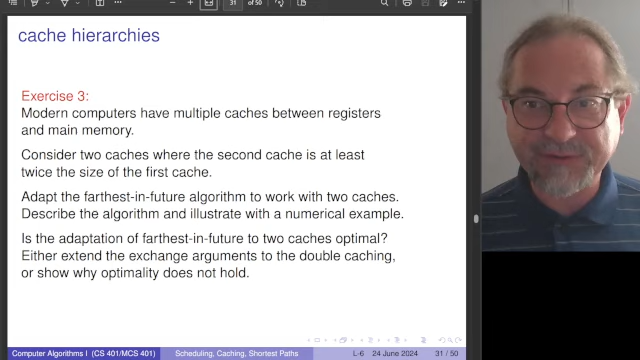 31 of 50
cache hierarchies
Exercise 3:
Modern computers have multiple caches between registers
and main memory.
Consider two caches where the second cache is at least
twice the size of the first cache.
Adapt the farthest-in-future algorithm to work with two caches.
Describe the algorithm and illustrate with a numerical example.
Is the adaptation of farthest-in-future to two caches optimal?
Either extend the exchange arguments to the double caching,
or show why optimality does not hold.
Computer Algorithms I (CS 401/MCS 401) Scheduling, Caching, Shortest Paths L-6 24 June 2024 31 / 50